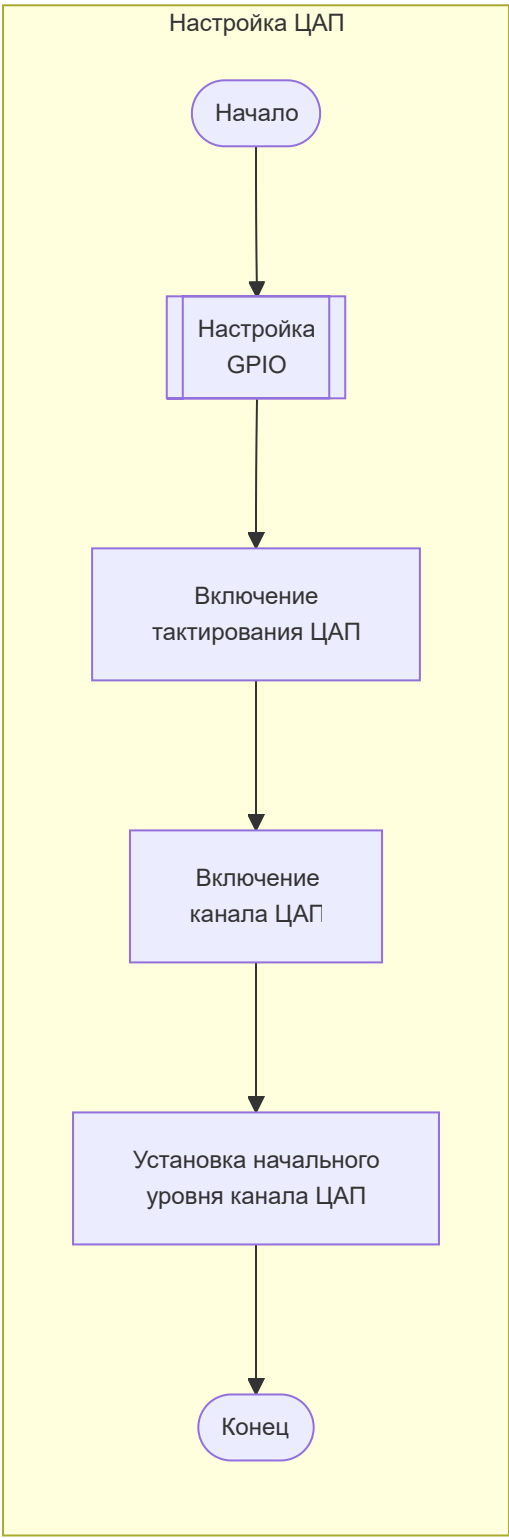 Настройка ЦАП
Начало
Настройка
GPIO
Включение
тактирования ЦАП
Включение
канала ЦАП
Установка начального
уровня канала ЦАП
Конец